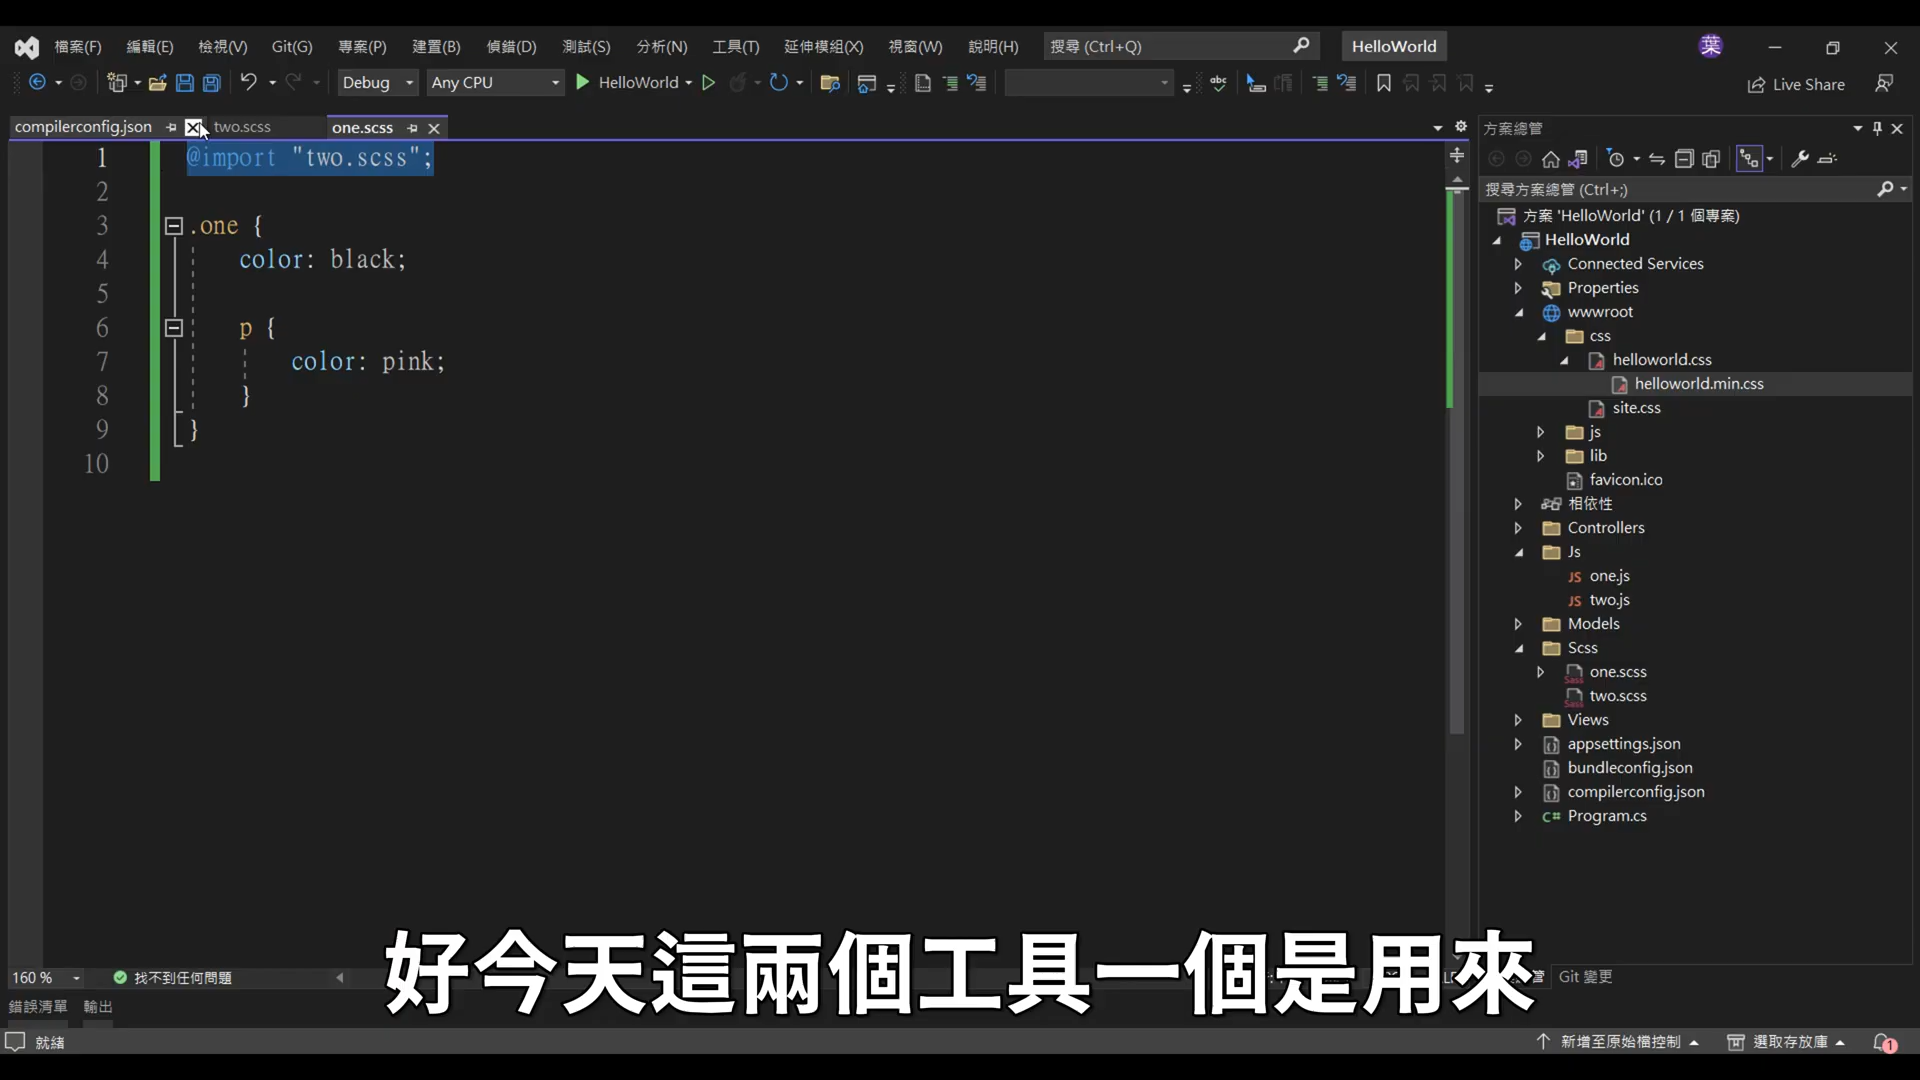 檔案(F) 編輯(E) 檢視(V) Git(G) 專案(P) 建置(B) 偵錯(D) 測試(S) 分析(N) 工具(T) 延伸模組(X) 視窗(W) 說明(H) 搜尋 (Ctrl+Q) HelloWorld 葉
Debug Any CPU HelloWorld Live Share
compilerconfig.json two.scss one.scss
1 @import "two.scss";
2
3 .one {
4 color: black;
5
6 p {
7 color: pink;
8 }
9 }
10
方案總管
搜尋方案總管 (Ctrl+;)
方案 'HelloWorld' (1 / 1 個專案)
HelloWorld
Connected Services
Properties
wwwroot
css
helloworld.css
helloworld.min.css
site.css
js
lib
favicon.ico
相依性
Controllers
Js
JS one.js
JS two.js
Models
Scss
one.scss
two.scss
Views
appsettings.json
bundleconfig.json
compilerconfig.json
C# Program.cs
160 % 找不到任何問題
Git 變更
好今天這兩個工具一個是用來
錯誤清單 輸出
就緒 新增至原始檔控制 選取存放庫 1